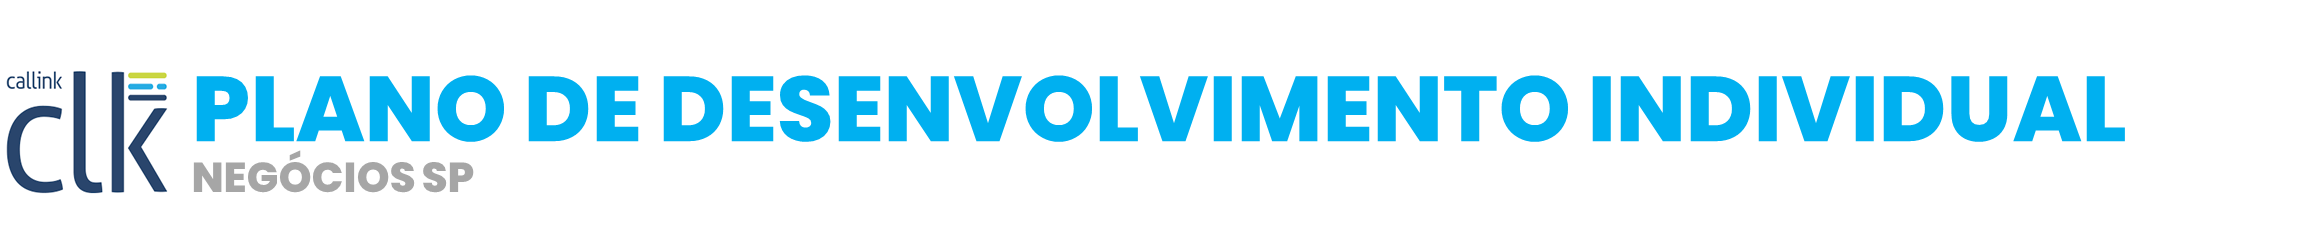 callink
clk
PLANO DE DESENVOLVIMENTO INDIVIDUAL
NEGÓCIOS SP